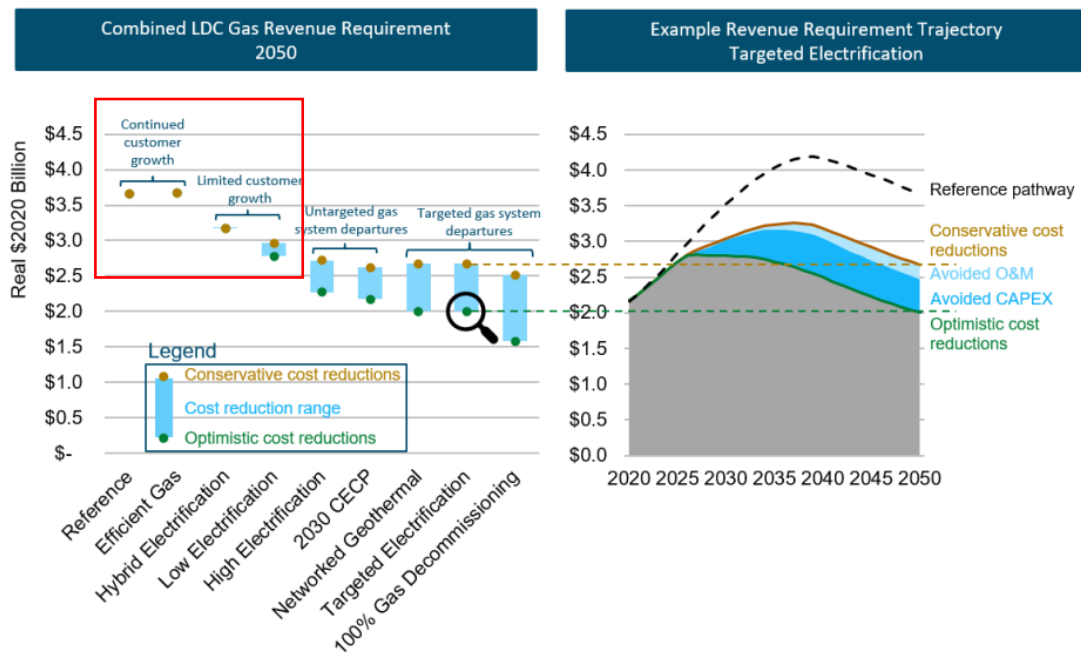 Combined LDC Gas Revenue Requirement
2050
Real $2020 Billion
$4.5
$4.0
$3.5
$3.0
$2.5
$2.0
$1.5
$1.0
$0.5
$-
Continued
customer
growth
Limited customer
growth
Untargeted gas
system departures
Targeted gas system
departures
Legend
Conservative cost reductions
Cost reduction range
Optimistic cost reductions
Reference
Efficient Gas
Hybrid Electrification
Low Electrification
High Electrification
2030 CECP
Networked Geothermal
Targeted Electrification
100% Gas Decommissioning
Example Revenue Requirement Trajectory
Targeted Electrification
$4.5
$4.0
$3.5
$3.0
$2.5
$2.0
$1.5
$1.0
$0.5
$0.0
2020 2025 2030 2035 2040 2045 2050
Reference pathway
Conservative cost
reductions
Avoided O&M
Avoided CAPEX
Optimistic cost
reductions